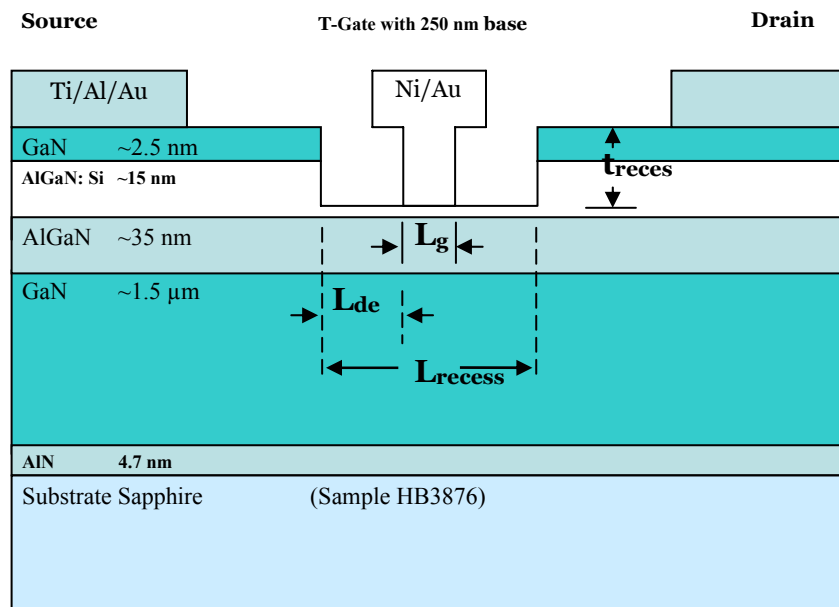 Source T-Gate with 250 nm base Drain
Ti/Al/Au Ni/Au
GaN ~2.5 nm
treces
AlGaN: Si ~15 nm
AlGaN ~35 nm
Lg
GaN ~1.5 µm
Lde
Lrecess
AlN 4.7 nm
Substrate Sapphire (Sample HB3876)